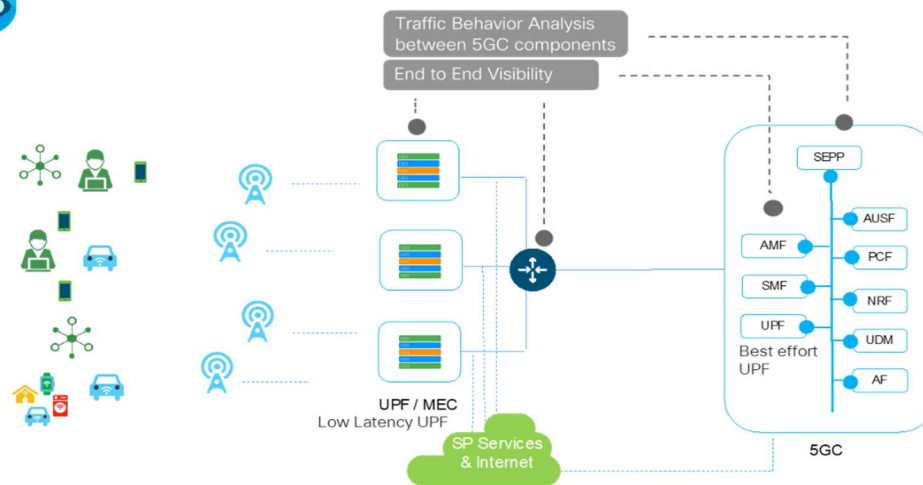 Traffic Behavior Analysis
between 5GC components
End to End Visibility
SEPP
AUSF
AMF
PCF
SMF
NRF
UPF
UDM
Best effort
UPF
AF
UPF / MEC
Low Latency UPF
SP Services
& Internet
5GC